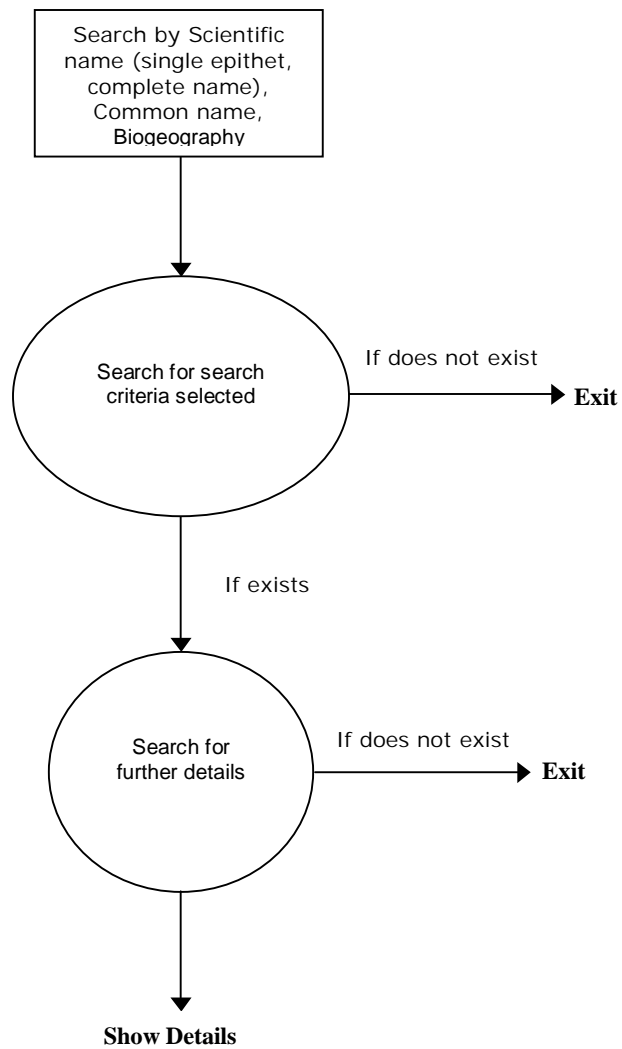 Search by Scientific
name (single epithet,
complete name),
Common name,
Biogeography
Search for search
criteria selected
If does not exist
Exit
If exists
Search for
further details
If does not exist
Exit
Show Details